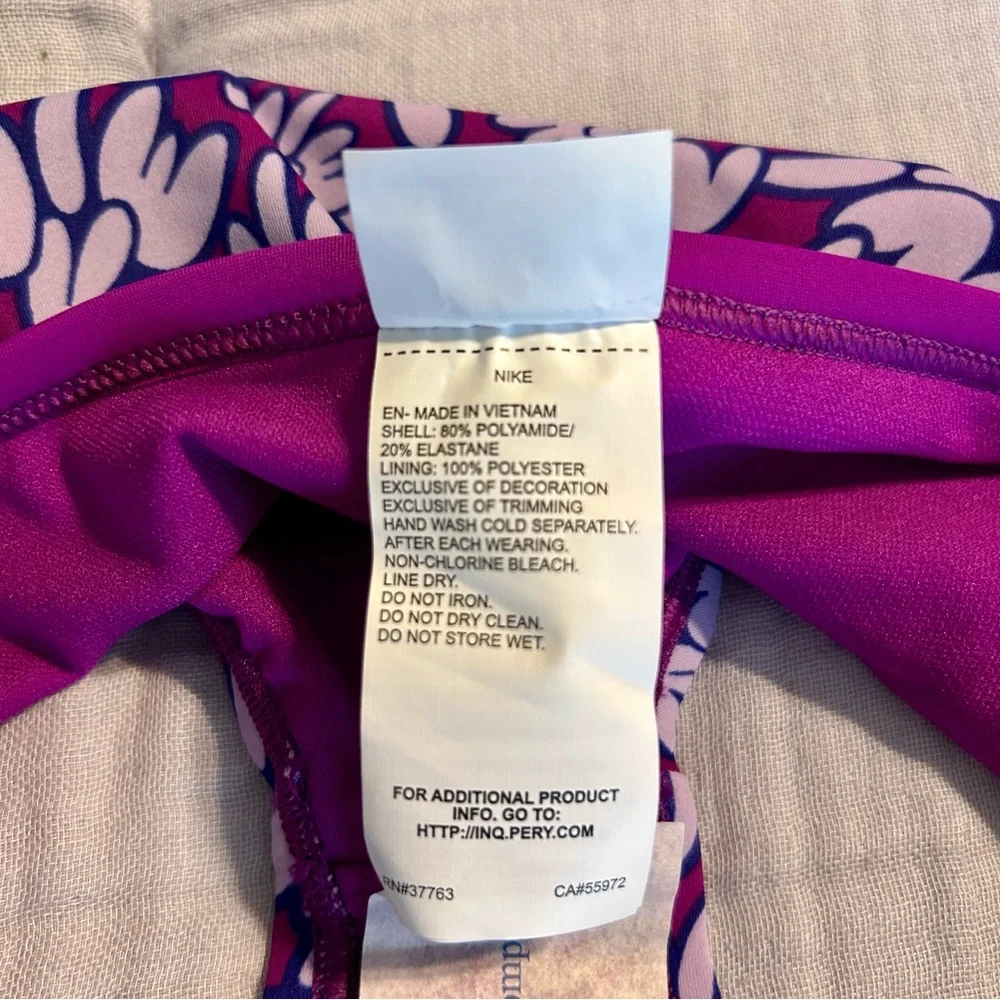 NIKE
EN- MADE IN VIETNAM
SHELL: 80% POLYAMIDE/
20% ELASTANE
LINING: 100% POLYESTER
EXCLUSIVE OF DECORATION
EXCLUSIVE OF TRIMMING
HAND WASH COLD SEPARATELY.
AFTER EACH WEARING.
NON-CHLORINE BLEACH.
LINE DRY.
DO NOT IRON.
DO NOT DRY CLEAN.
DO NOT STORE WET.
FOR ADDITIONAL PRODUCT
INFO. GO TO:
HTTP://INQ.PERY.COM
RN#37763 CA#55972